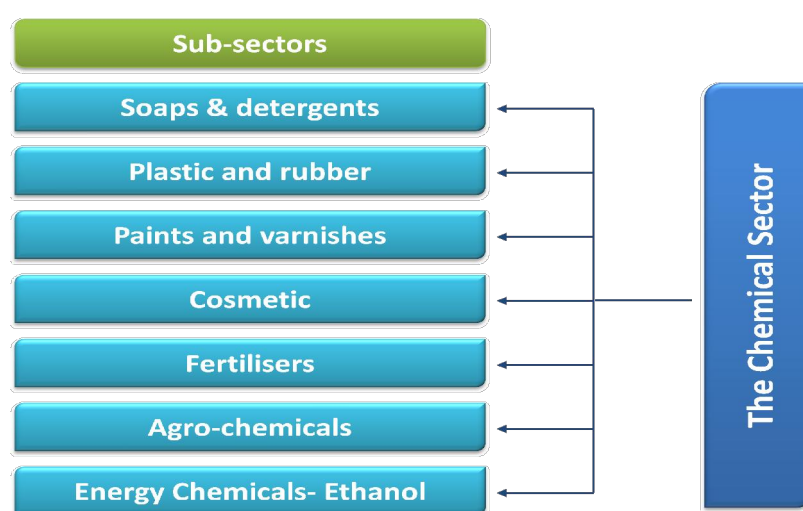 Sub-sectors
Soaps & detergents
Plastic and rubber
Paints and varnishes
Cosmetic
Fertilisers
Agro-chemicals
Energy Chemicals- Ethanol
The Chemical Sector